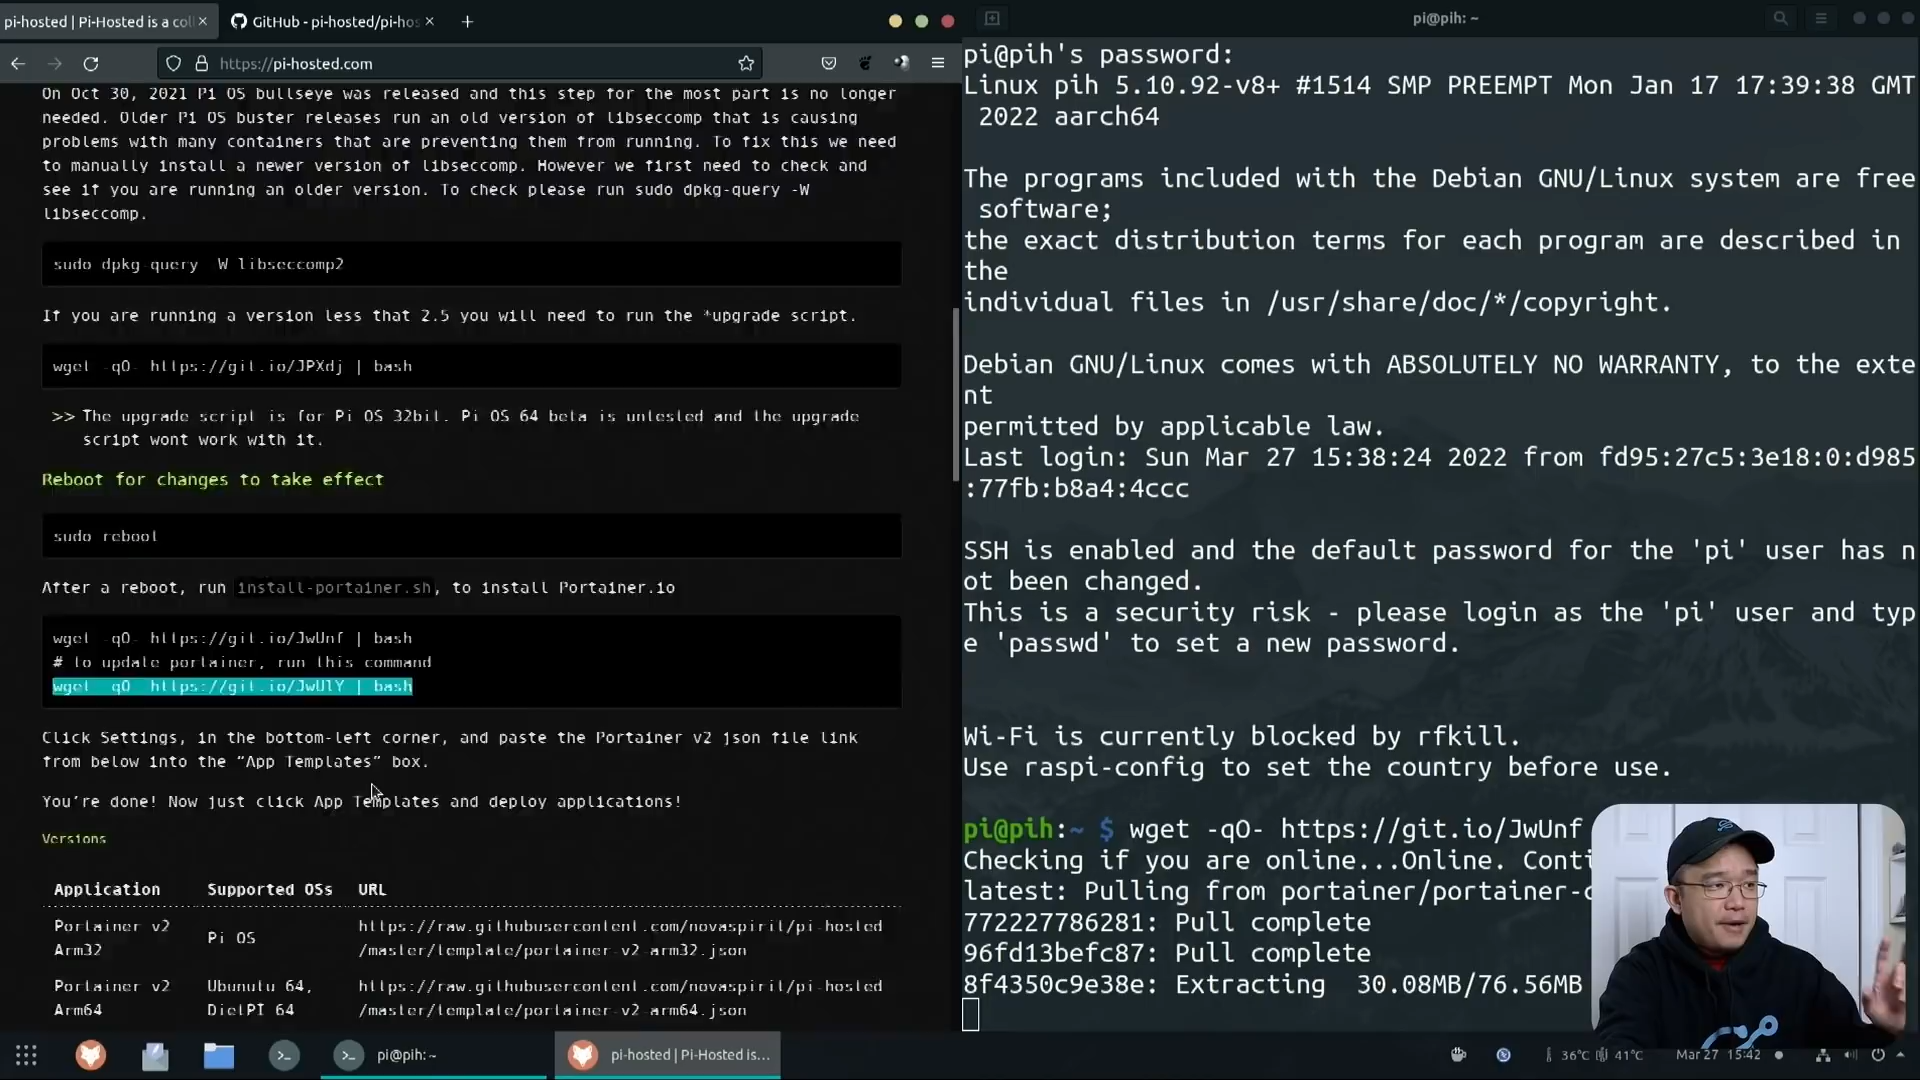 pi-hosted | Pi-Hosted is a col
GitHub - pi-hosted/pi-hos
https://pi-hosted.com
On Oct 30, 2021 Pi OS bullseye was released and this step for the most part is no longer
needed. Older Pi OS buster releases run an old version of libseccomp that is causing
problems with many containers that are preventing them from running. To fix this we need
to manually install a newer version of libseccomp. However we first need to check and
see if you are running an older version. To check please run sudo dpkg-query -W
libseccomp.
sudo dpkg-query -W libseccomp2
If you are running a version less that 2.5 you will need to run the *upgrade script.
wget -qO- https://git.io/JPXdj | bash
>> The upgrade script is for Pi OS 32bit. Pi OS 64 beta is untested and the upgrade
script wont work with it.
Reboot for changes to take effect
sudo reboot
After a reboot, run install-portainer.sh, to install Portainer.io
wget -qO- https://git.io/JwUnf | bash
# to update portainer, run this command
wget -qO- https://git.io/JwUlY | bash
Click Settings, in the bottom-left corner, and paste the Portainer v2 json file link
from below into the “App Templates” box.
You’re done! Now just click App Templates and deploy applications!
Versions
Application Supported OSs URL
Portainer v2
Arm32
Pi OS
https://raw.githubusercontent.com/novaspirit/pi-hosted
/master/template/portainer-v2-arm32.json
Portainer v2
Arm64
Ubunutu 64,
DietPI 64
https://raw.githubusercontent.com/novaspirit/pi-hosted
/master/template/portainer-v2-arm64.json
pi@pih: ~
pi@pih's password:
Linux pih 5.10.92-v8+ #1514 SMP PREEMPT Mon Jan 17 17:39:38 GMT
2022 aarch64
The programs included with the Debian GNU/Linux system are free
software;
the exact distribution terms for each program are described in
the
individual files in /usr/share/doc/*/copyright.
Debian GNU/Linux comes with ABSOLUTELY NO WARRANTY, to the exte
nt
permitted by applicable law.
Last login: Sun Mar 27 15:38:24 2022 from fd95:27c5:3e18:0:d985
:77fb:b8a4:4ccc
SSH is enabled and the default password for the 'pi' user has n
ot been changed.
This is a security risk - please login as the 'pi' user and typ
e 'passwd' to set a new password.
Wi-Fi is currently blocked by rfkill.
Use raspi-config to set the country before use.
pi@pih:~ $ wget -qO- https://git.io/JwUnf
Checking if you are online...Online. Conti
latest: Pulling from portainer/portainer-c
772227786281: Pull complete
96fd13befc87: Pull complete
8f4350c9e38e: Extracting 30.08MB/76.56MB
pi@pih: ~
pi-hosted | Pi-Hosted is...
36°C 41°C
Mar 27 15:42